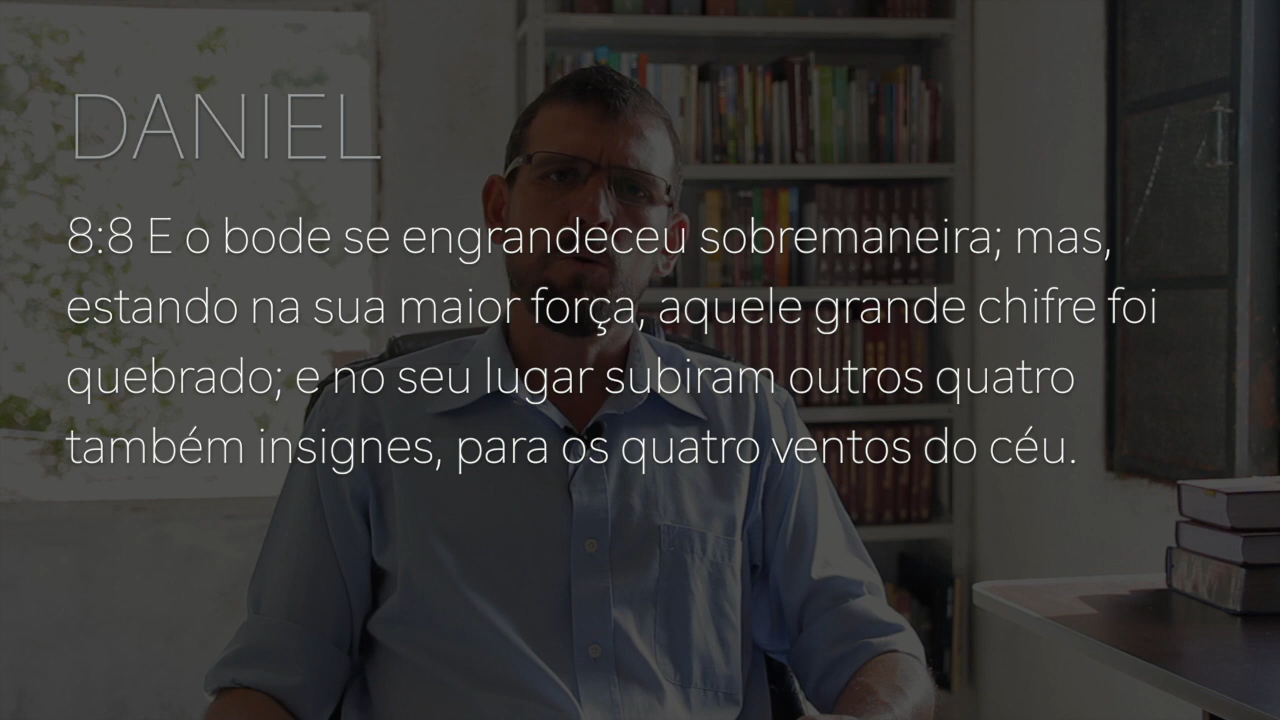 DANIEL
8:8 E o bode se engrandeceu sobremaneira; mas,
estando na sua maior força, aquele grande chifre foi
quebrado; e no seu lugar subiram outros quatro
também insignes, para os quatro ventos do céu.